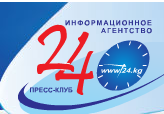 ИНФОРМАЦИОННОЕ
АГЕНТСТВО
24
www.24.kg
ПРЕСС-КЛУБ